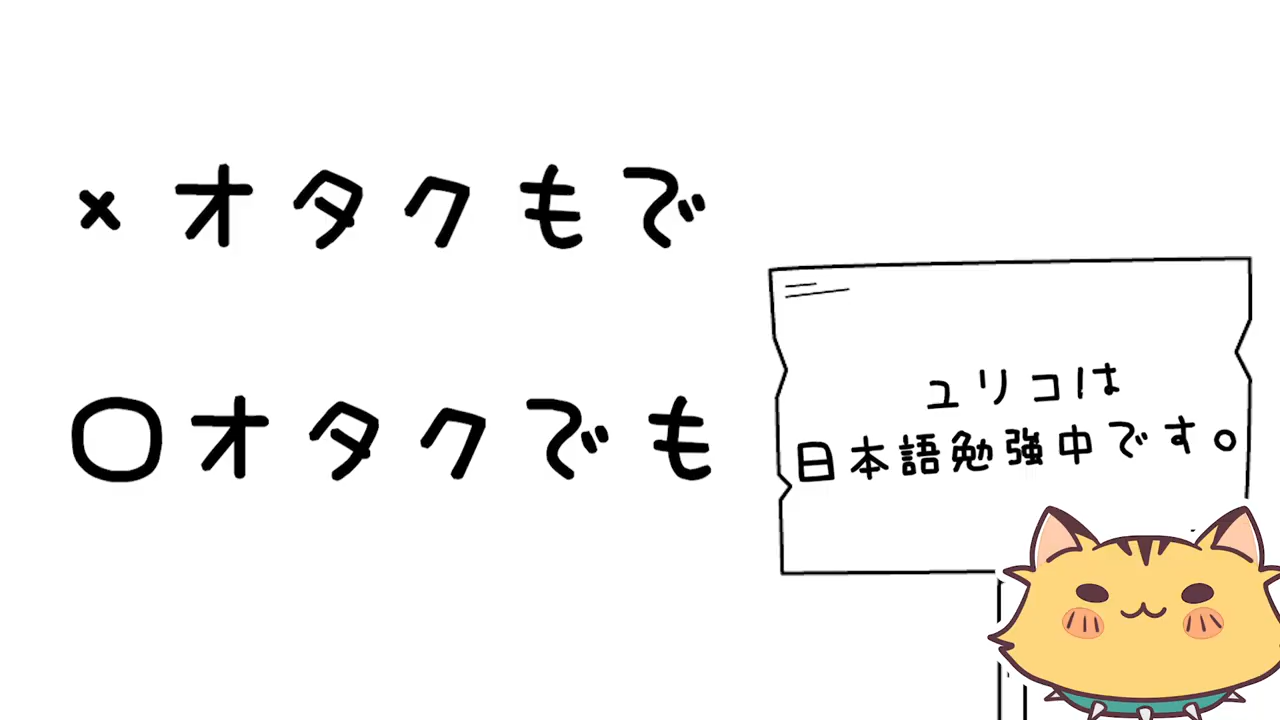 × オタクもで
〇オタクでも
ユリコは
日本語勉強中です。